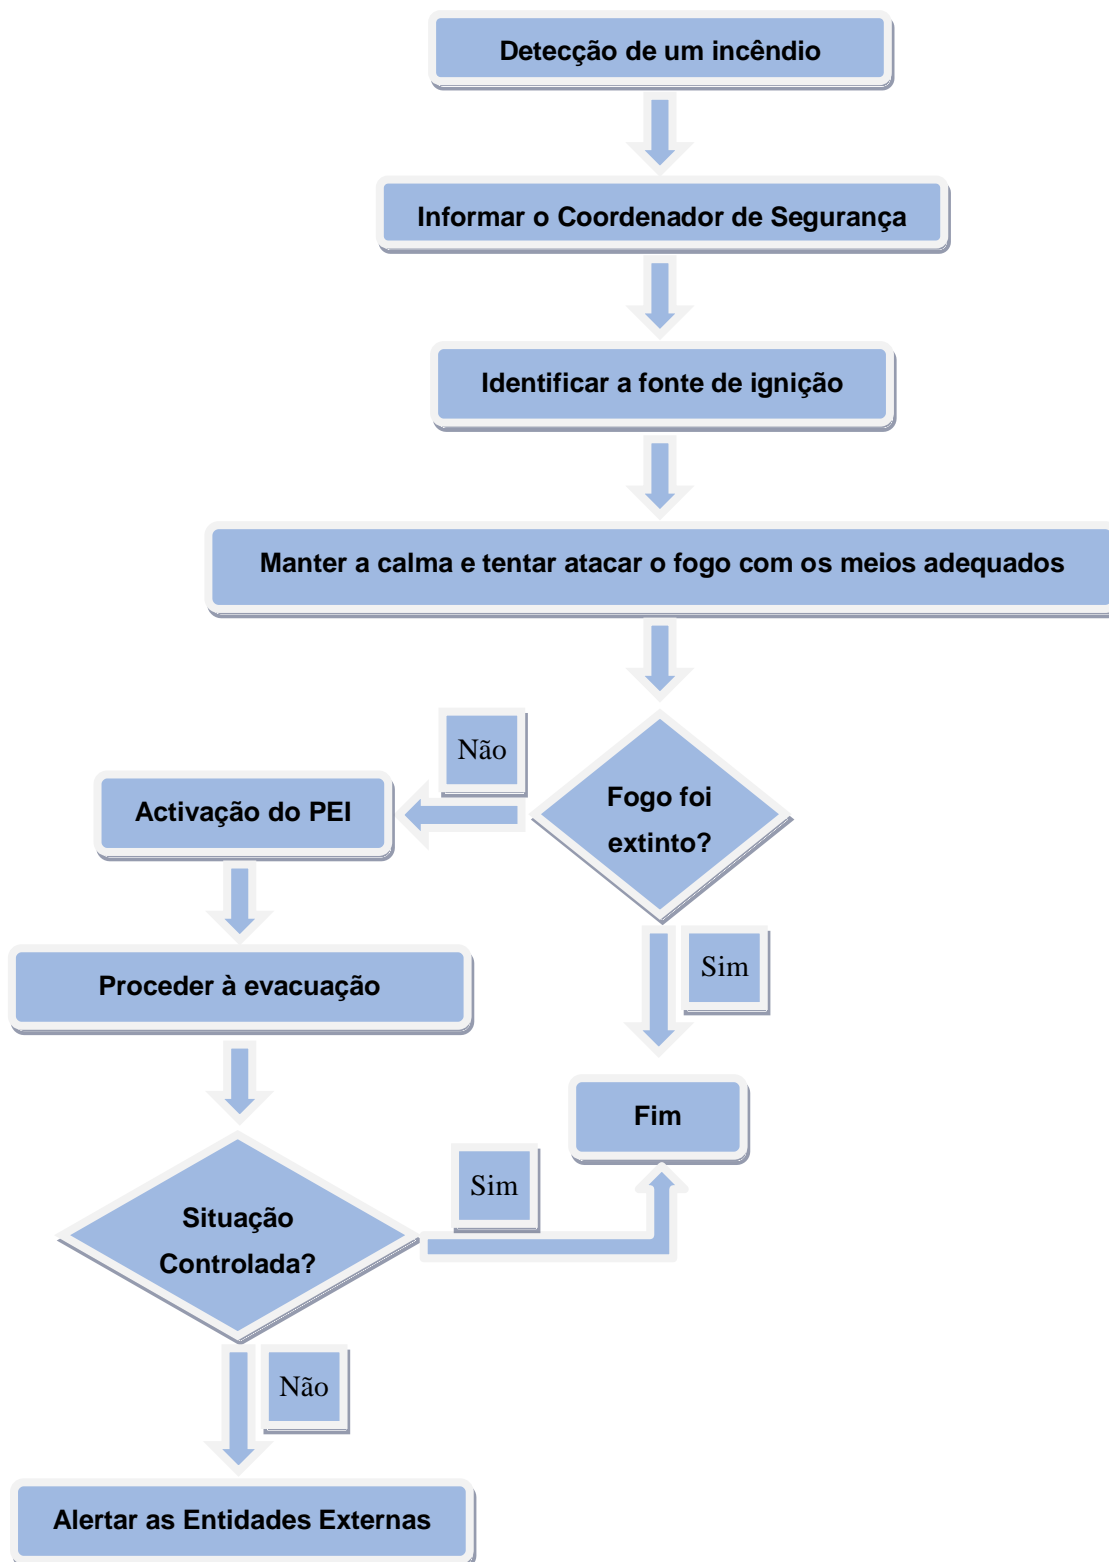 Detecção de um incêndio
Informar o Coordenador de Segurança
Identificar a fonte de ignição
Manter a calma e tentar atacar o fogo com os meios adequados
Não
Fogo foi
extinto?
Activação do PEI
Sim
Proceder à evacuação
Fim
Sim
Situação
Controlada?
Não
Alertar as Entidades Externas